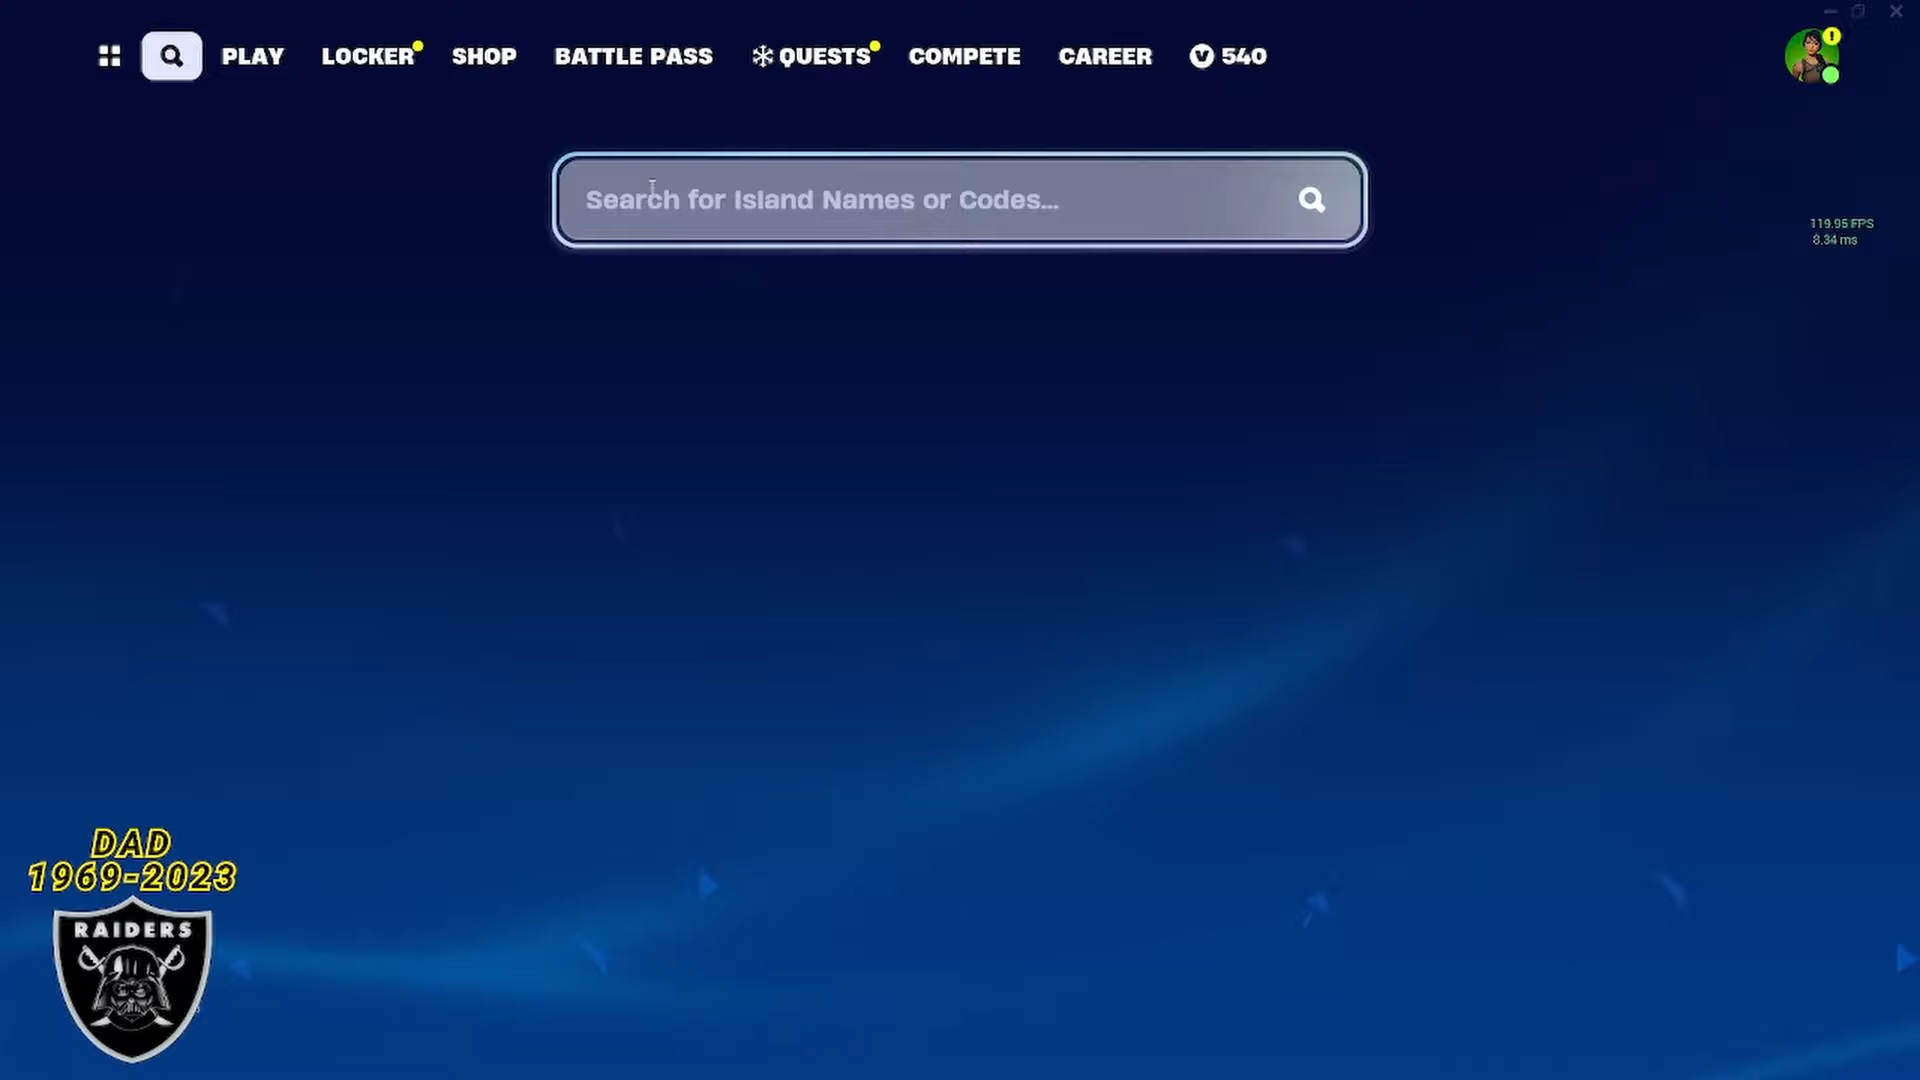 PLAY LOCKER SHOP BATTLE PASS QUESTS COMPETE CAREER V 540
Search for Island Names or Codes...
119.95 FPS
8.34 ms
DAD
1969-2023
RAIDERS